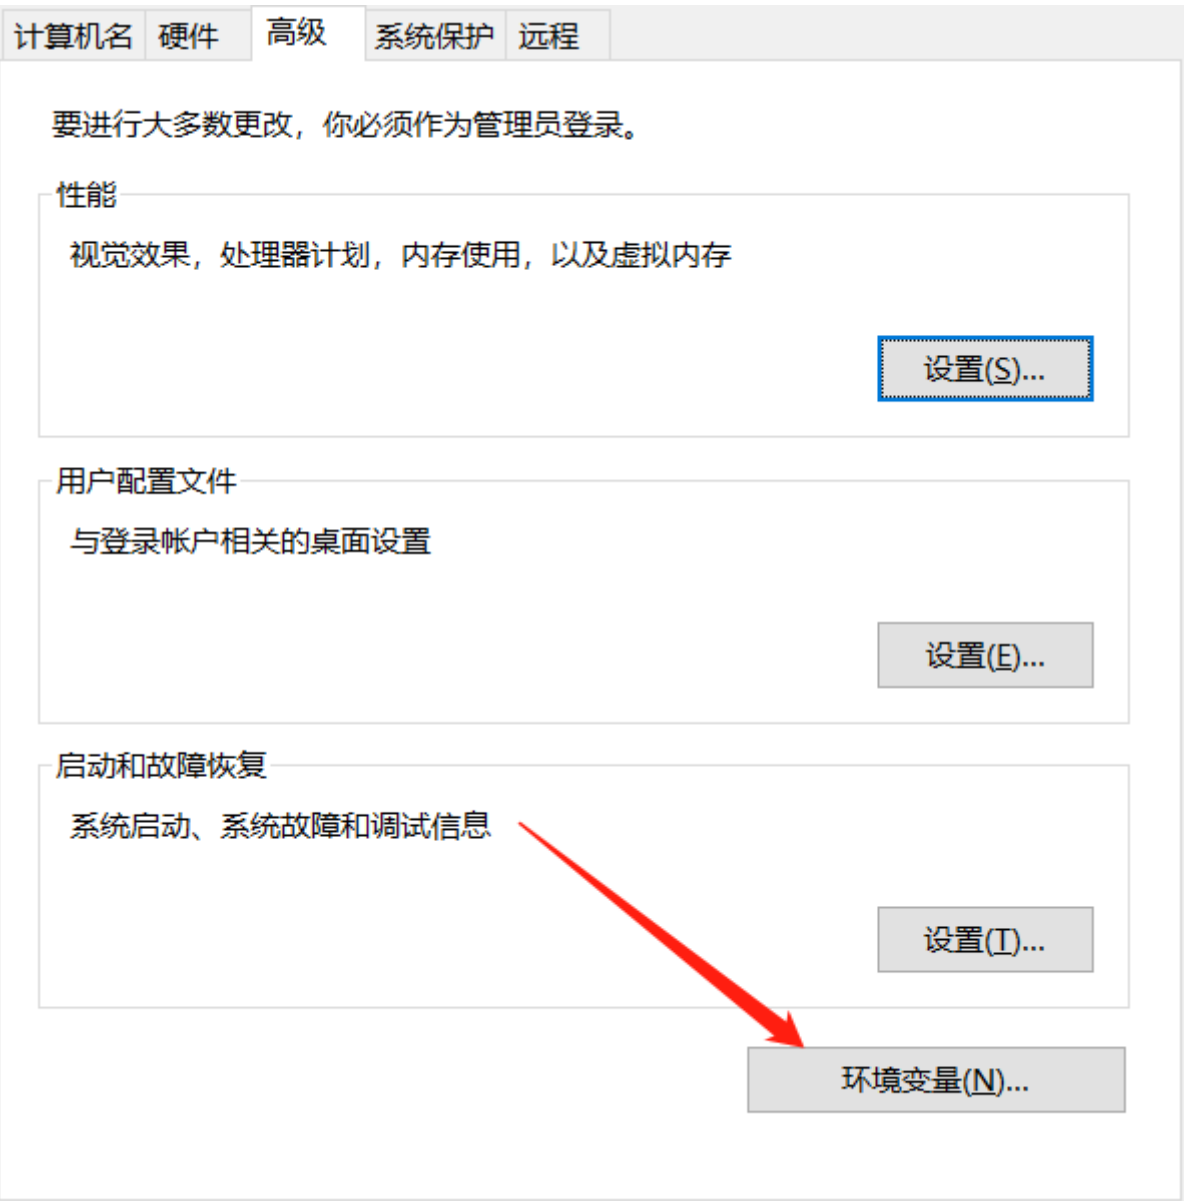 计算机名 硬件 高级 系统保护 远程
要进行大多数更改，你必须作为管理员登录。
性能
视觉效果，处理器计划，内存使用，以及虚拟内存
设置(S)...
用户配置文件
与登录帐户相关的桌面设置
设置(E)...
启动和故障恢复
系统启动、系统故障和调试信息
设置(T)...
环境变量(N)...